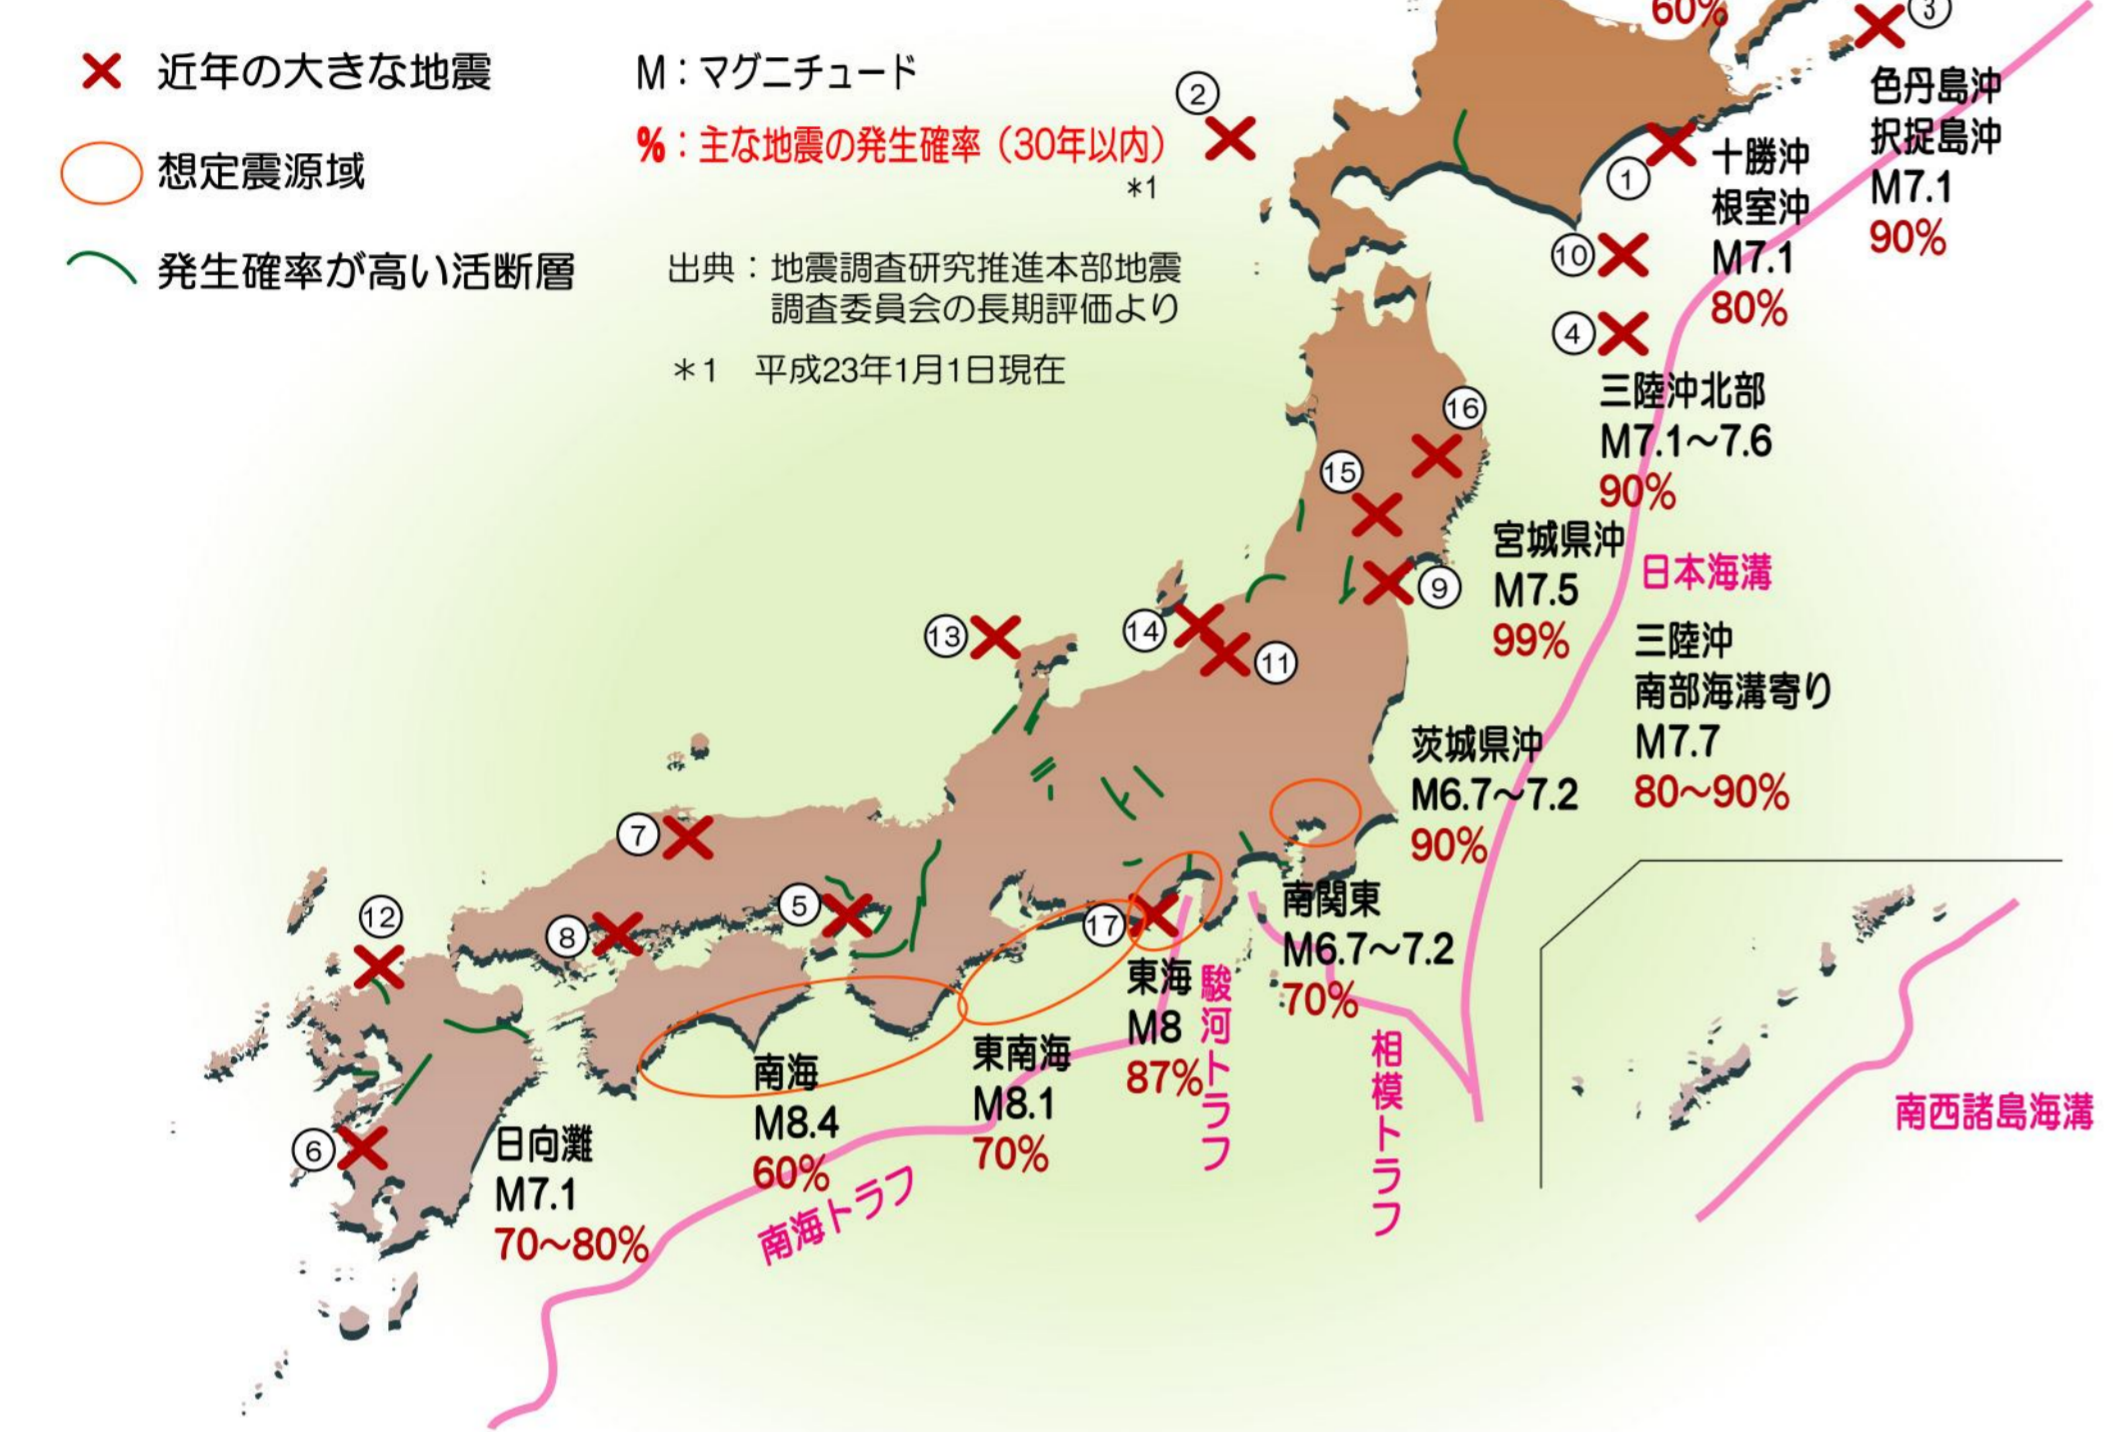 近年の大きな地震
想定震源域
発生確率が高い活断層
M：マグニチュード
%：主な地震の発生確率（30年以内）
＊1
出典：地震調査研究推進本部地震
調査委員会の長期評価より
＊1　平成23年1月1日現在
60%
③
色丹島沖
択捉島沖
M7.1
90%
②
①
十勝沖
根室沖
M7.1
80%
⑩
④
三陸沖北部
M7.1～7.6
90%
⑯
⑮
宮城県沖
M7.5
99%
⑨
日本海溝
三陸沖
南部海溝寄り
M7.7
80～90%
⑬
⑭
⑪
茨城県沖
M6.7～7.2
90%
⑦
⑤
⑧
⑫
⑰
南関東
M6.7～7.2
70%
東海
M8
87%
駿河トラフ
相模トラフ
東南海
M8.1
70%
南海
M8.4
60%
南海トラフ
⑥
日向灘
M7.1
70～80%
南西諸島海溝